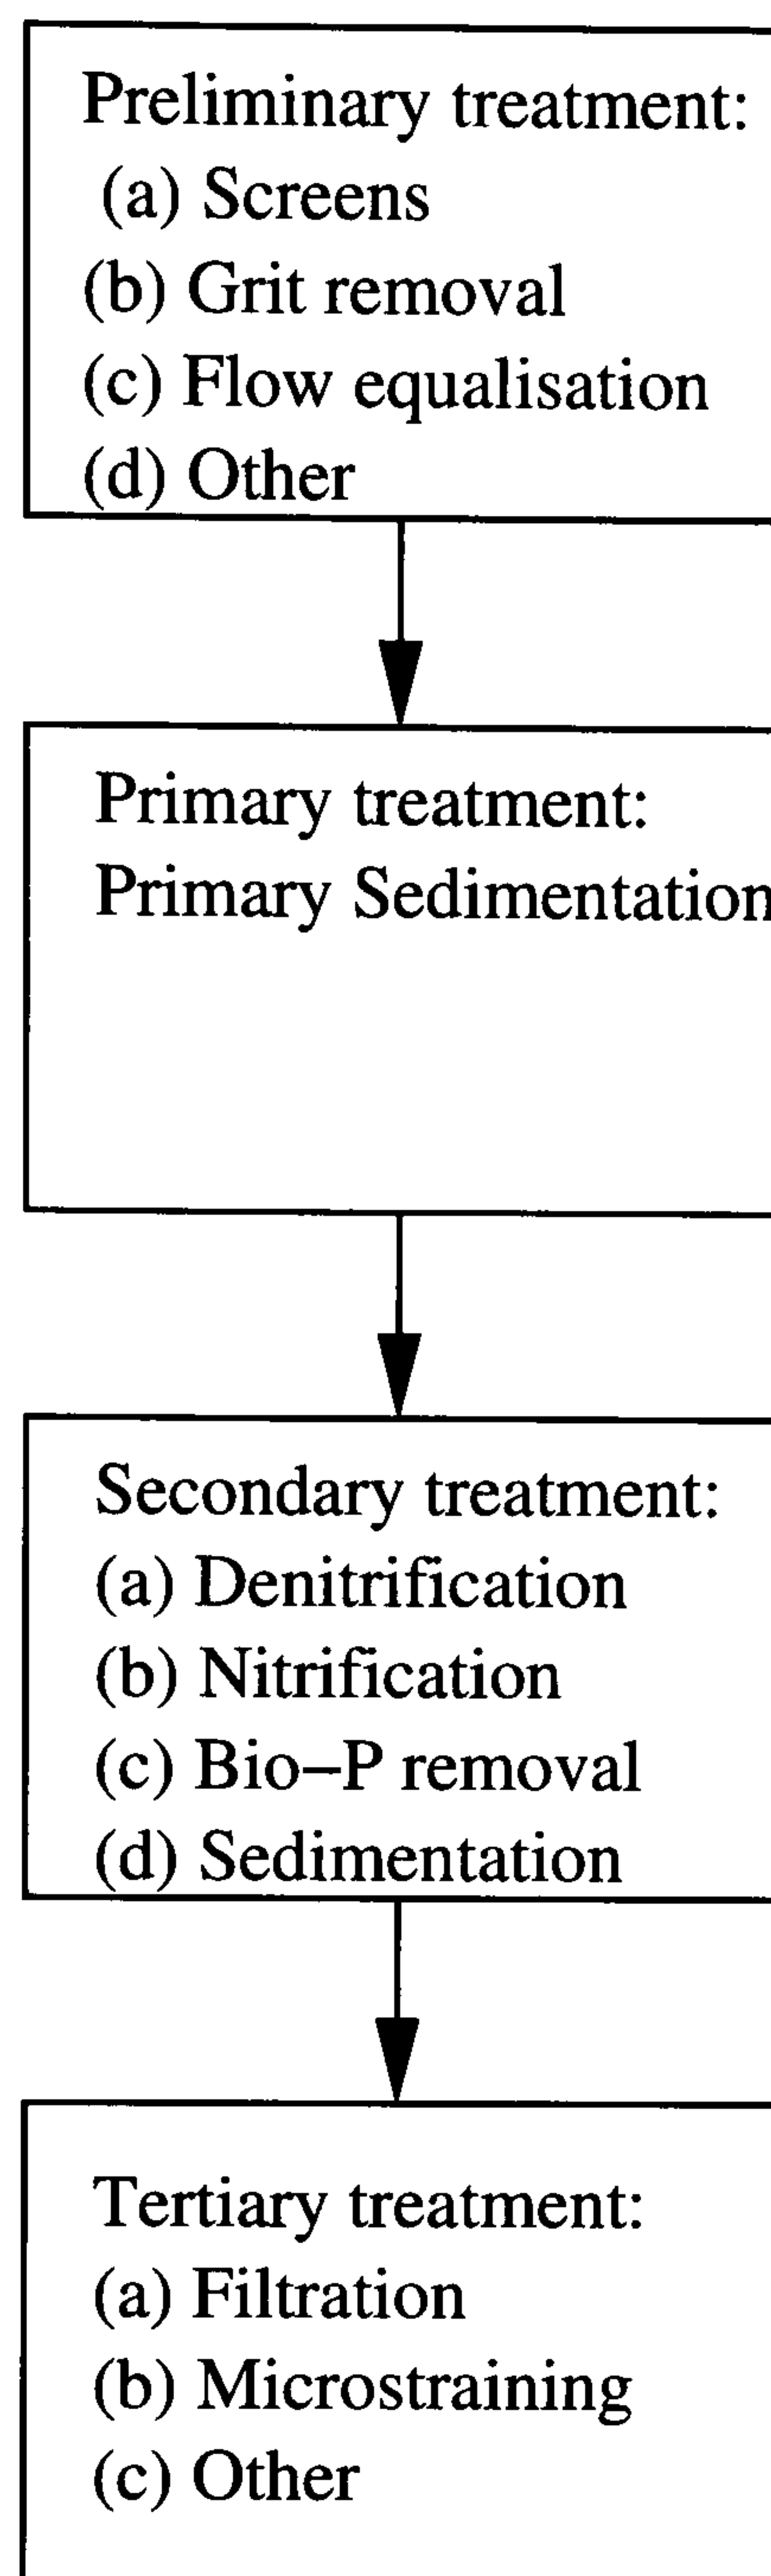 Preliminary treatment:
(a) Screens
(b) Grit removal
(c) Flow equalisation
(d) Other
Primary treatment:
Primary Sedimentation
Secondary treatment:
(a) Denitrification
(b) Nitrification
(c) Bio–P removal
(d) Sedimentation
Tertiary treatment:
(a) Filtration
(b) Microstraining
(c) Other